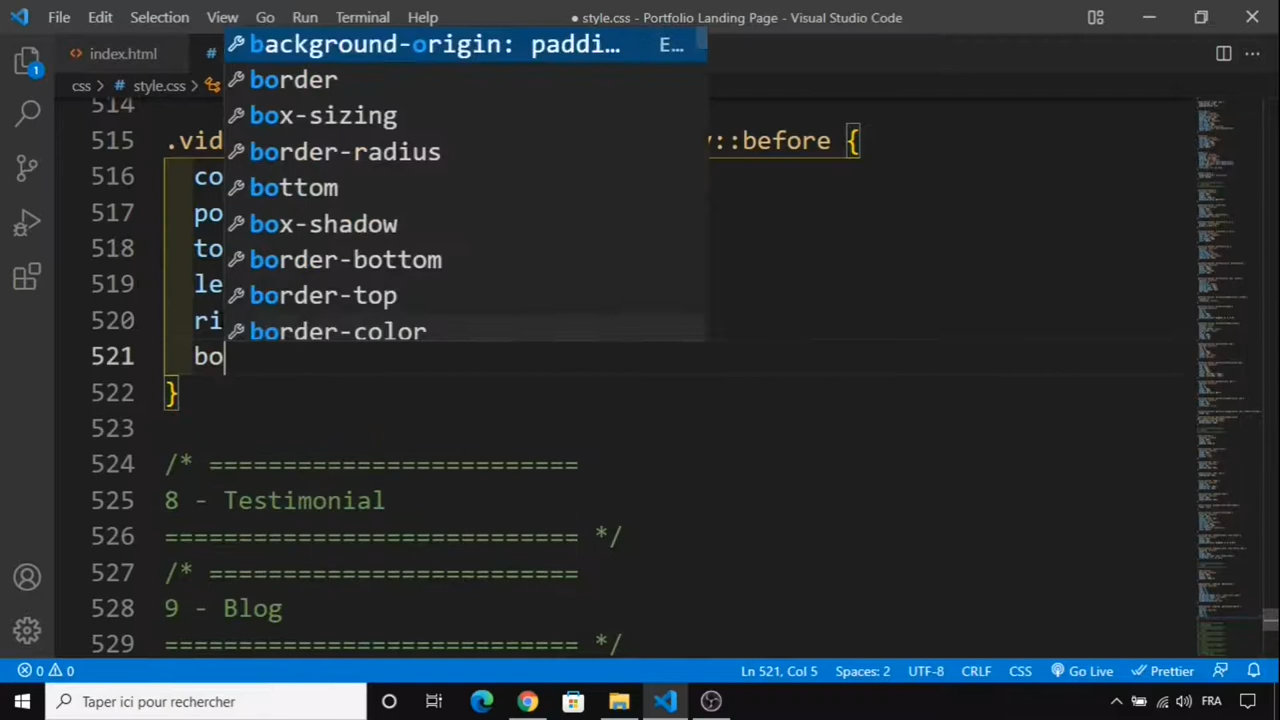 File Edit Selection View Go Run Terminal Help
● style.css - Portfolio Landing Page - Visual Studio Code
index.html #
css > # style.css >
background-origin: paddi… E…
border
box-sizing
border-radius
bottom
box-shadow
border-bottom
border-top
border-color
514
515 .vid ::before {
516 co
517 po
518 to
519 le
520 ri
521 bo
522 }
523
524 /* =========================
525 8 - Testimonial
526 ============================ */
527 /* =========================
528 9 - Blog
529 ============================ */
1
0 0 Ln 521, Col 5 Spaces: 2 UTF-8 CRLF CSS Go Live Prettier
Taper ici pour rechercher FRA